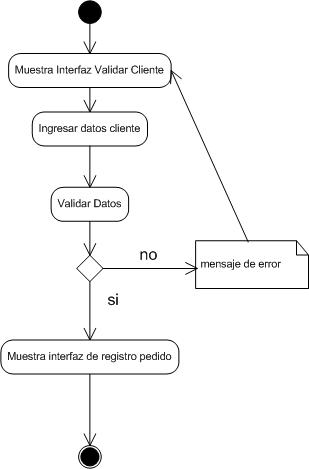 Muestra Interfaz Validar Cliente
Ingresar datos cliente
Validar Datos
no
mensaje de error
si
Muestra interfaz de registro pedido